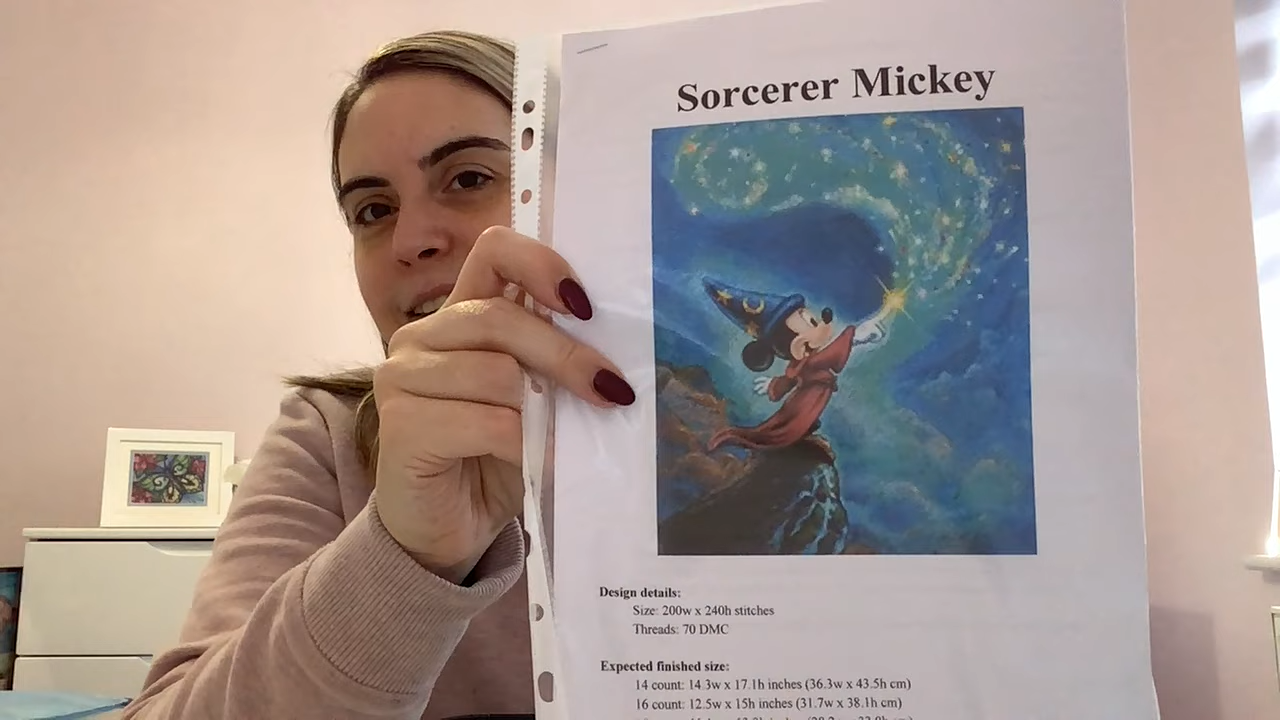 Sorcerer Mickey
Design details:
Size: 200w x 240h stitches
Threads: 70 DMC
Expected finished size:
14 count: 14.3w x 17.1h inches (36.3w x 43.5h cm)
16 count: 12.5w x 15h inches (31.7w x 38.1h cm)